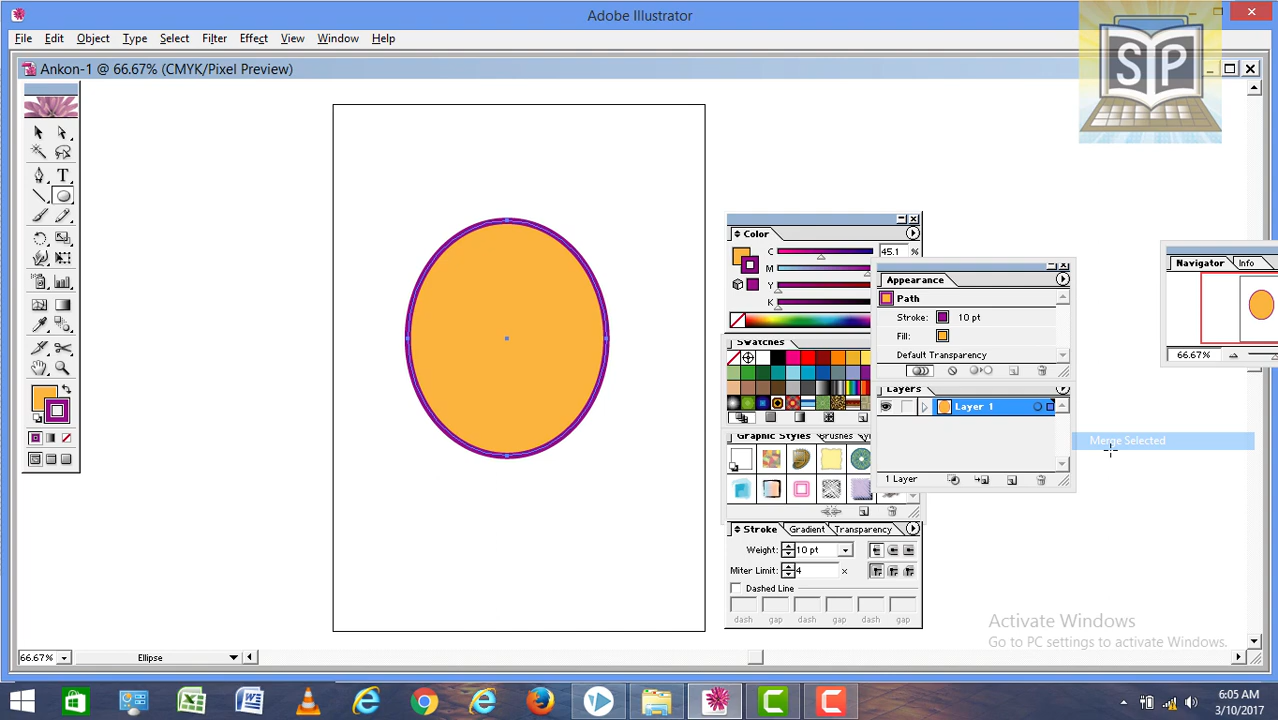 Adobe Illustrator
SP
File Edit Object Type Select Filter Effect View Window Help
Ankon-1 @ 66.67% (CMYK/Pixel Preview)
T
Color
C 45.1 %
M
Y
K
Navigator Info
66.67%
Appearance
Path
Stroke: 10 pt
Fill:
Default Transparency
Swatches
Layers
Layer 1
1 Layer
Merge Selected
Graphic Styles Brushes Symbols
Stroke Gradient Transparency
Weight: 10 pt
Miter Limit: 4 x
Dashed Line
dash gap dash gap dash gap
Activate Windows
Go to PC settings to activate Windows.
66.67% Ellipse
6:05 AM
3/10/2017